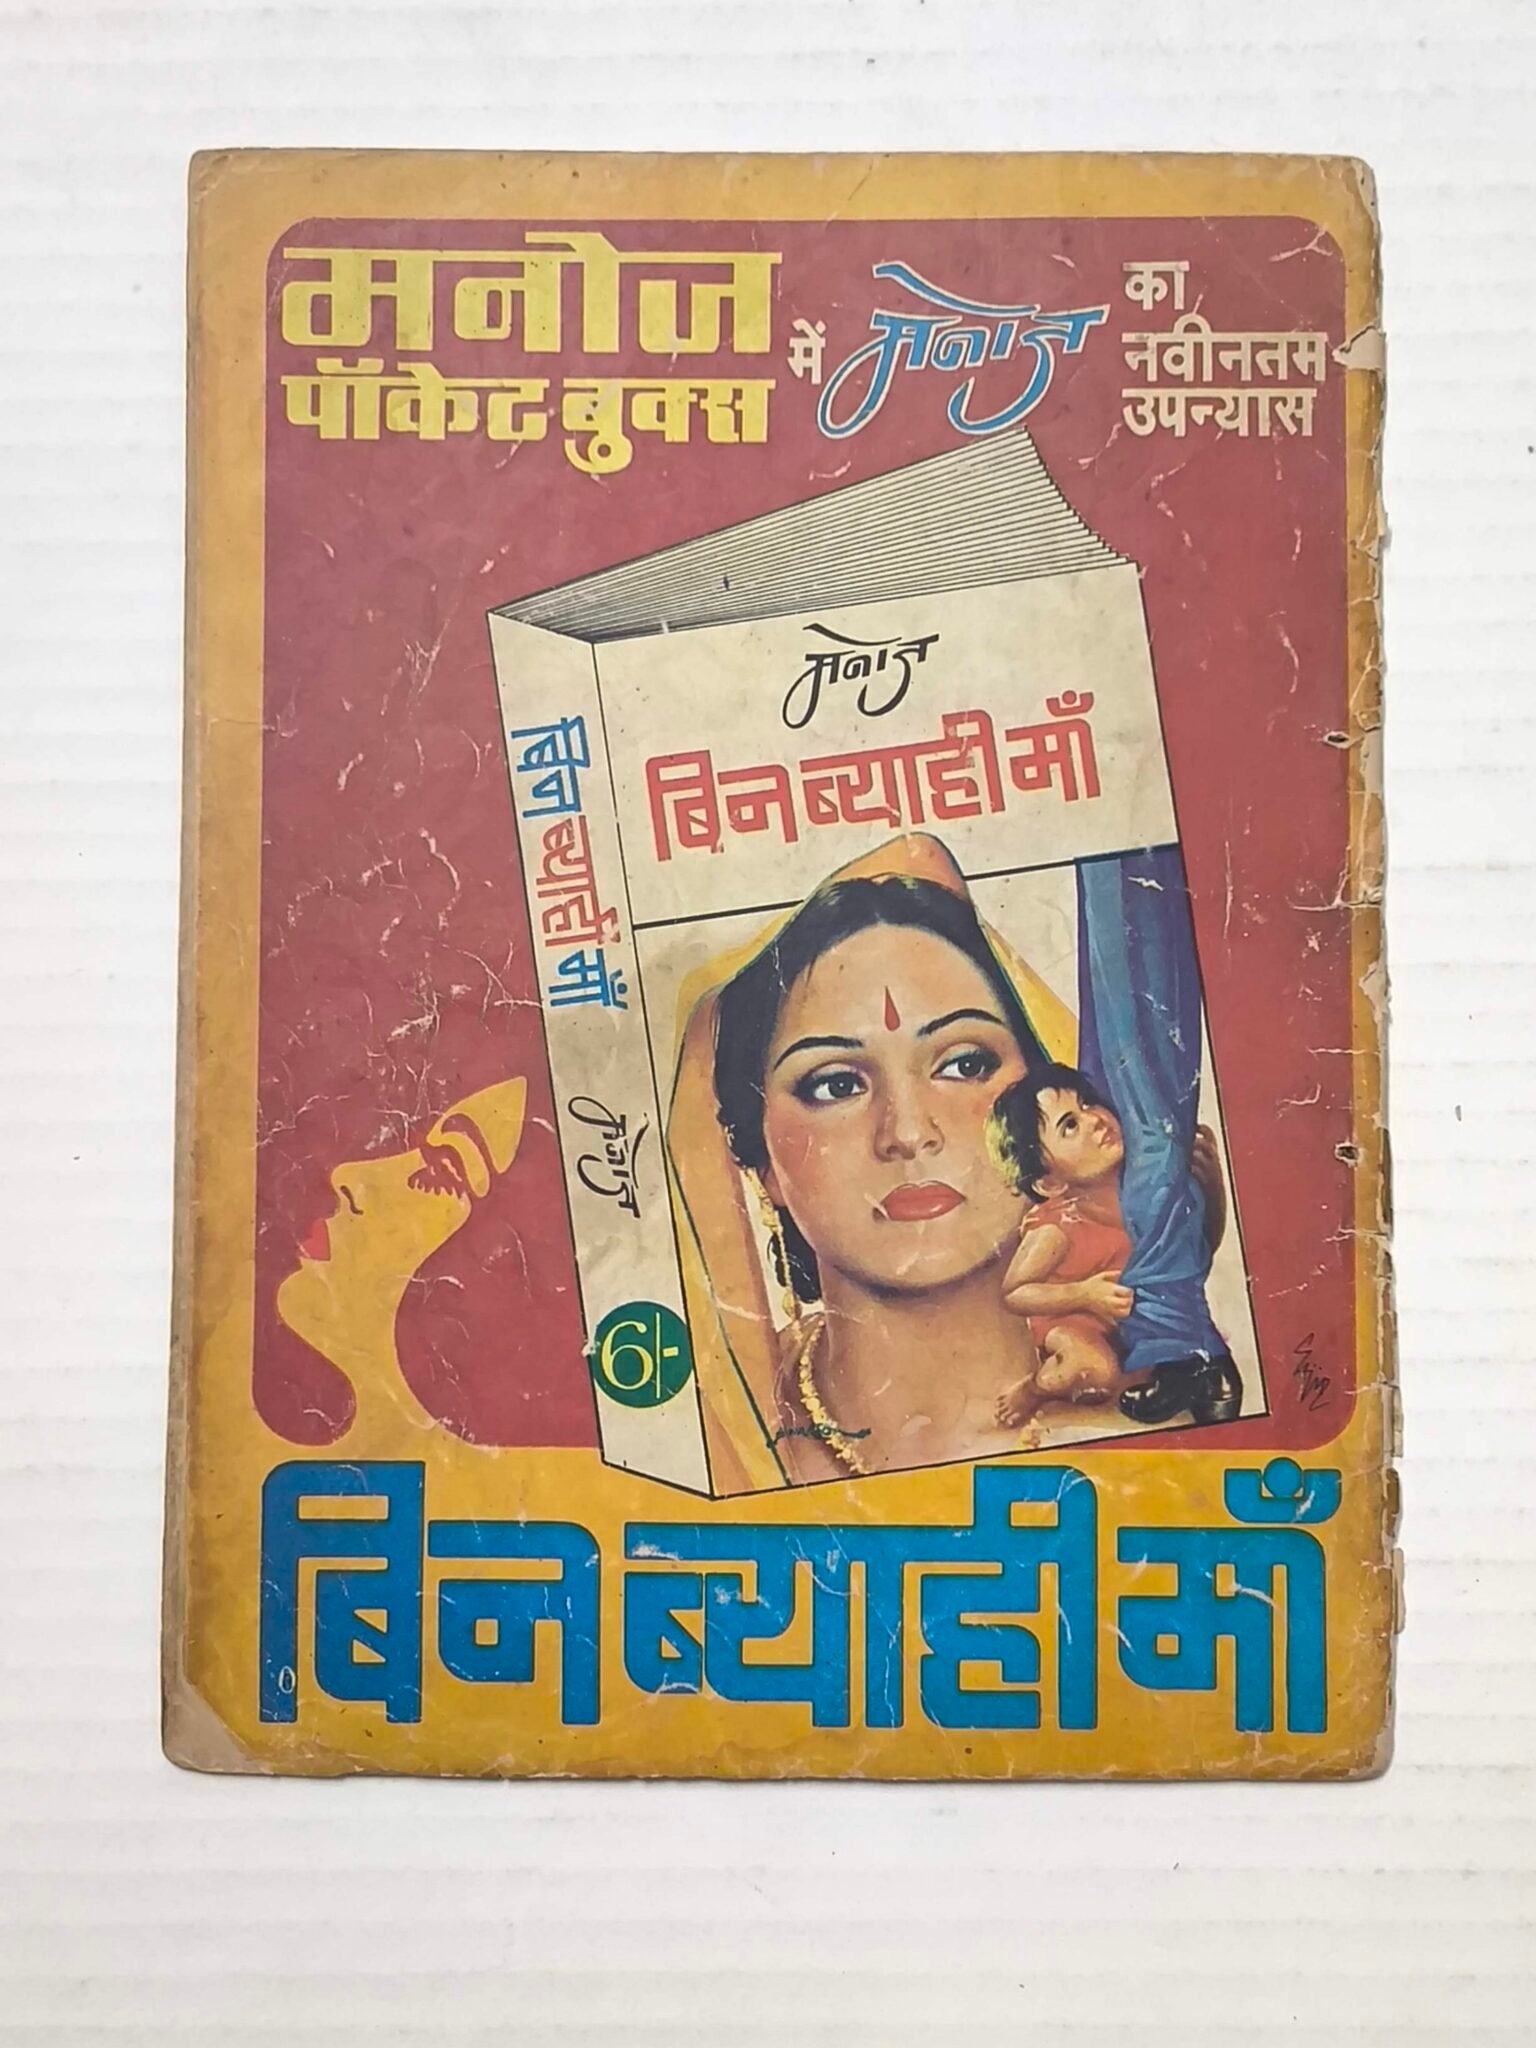 मनोज
पॉकेट बुक्स
में मनोज
का
नवीनतम
उपन्यास
मनोज
बिन ब्याही माँ
बिन ब्याही माँ
मनोज
6/-
बिन ब्याही माँ